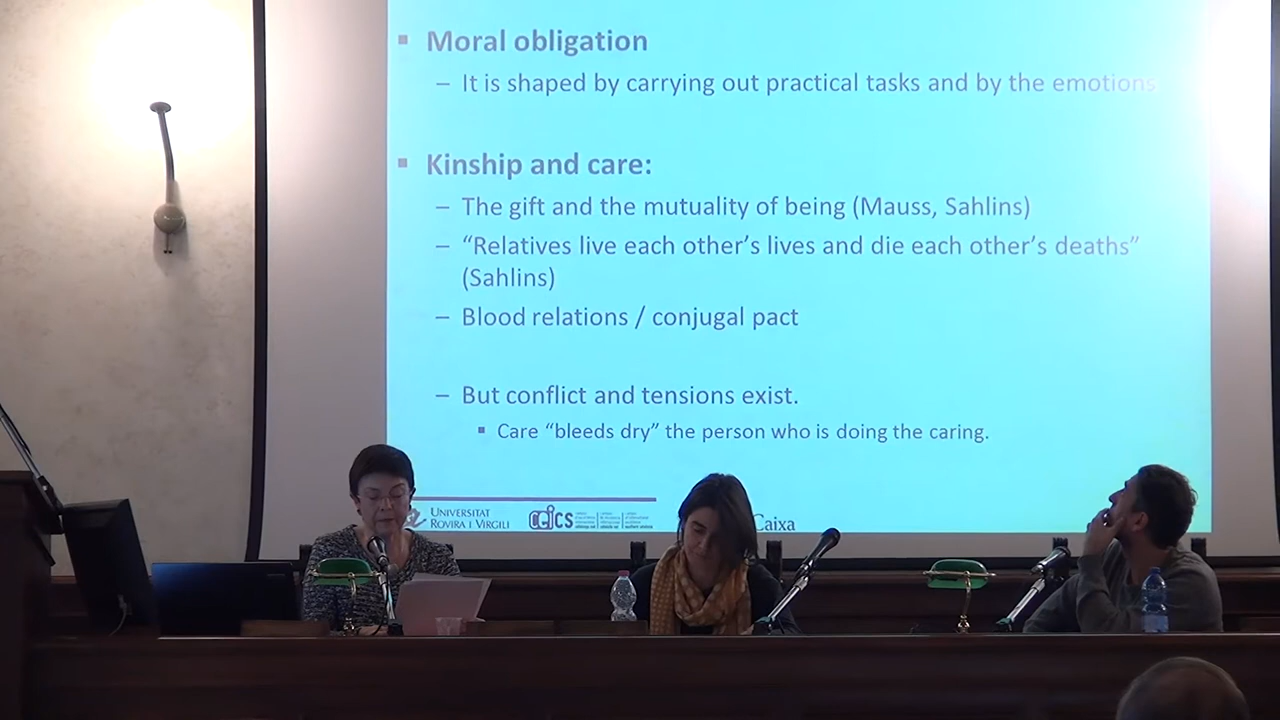 ▪ Moral obligation
– It is shaped by carrying out practical tasks and by the emotions
▪ Kinship and care:
– The gift and the mutuality of being (Mauss, Sahlins)
– “Relatives live each other’s lives and die each other’s deaths”
(Sahlins)
– Blood relations / conjugal pact
– But conflict and tensions exist.
▪ Care “bleeds dry” the person who is doing the caring.
UNIVERSITAT
ROVIRA I VIRGILI
CEICS
Caixa